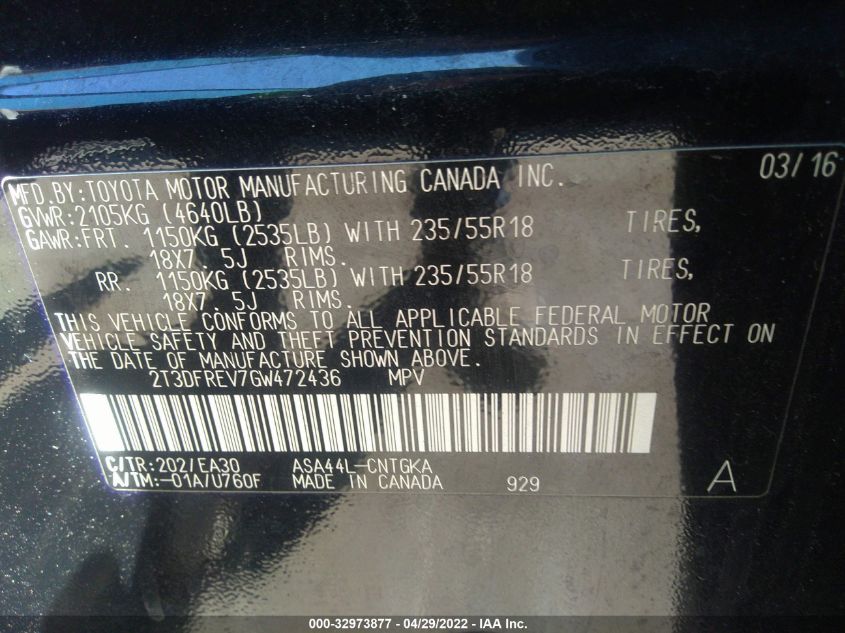 03/16
MFD.BY:TOYOTA MOTOR MANUFACTURING CANADA INC.
GVWR:2105KG (4640LB)
GAWR:FRT. 1150KG (2535LB) WITH 235/55R18 TIRES,
18X7. 5J RIMS.
RR. 1150KG (2535LB) WITH 235/55R18 TIRES,
18X7. 5J RIMS.
THIS VEHICLE CONFORMS TO ALL APPLICABLE FEDERAL MOTOR
VEHICLE SAFETY AND THEFT PREVENTION STANDARDS IN EFFECT ON
THE DATE OF MANUFACTURE SHOWN ABOVE.
2T3DFREV7GW472436 MPV
C/TR:202/EA30 ASA44L-CNTGKA
A/TM:-01A/U760F MADE IN CANADA 929 A
000-32973877 - 04/29/2022 - IAA Inc.